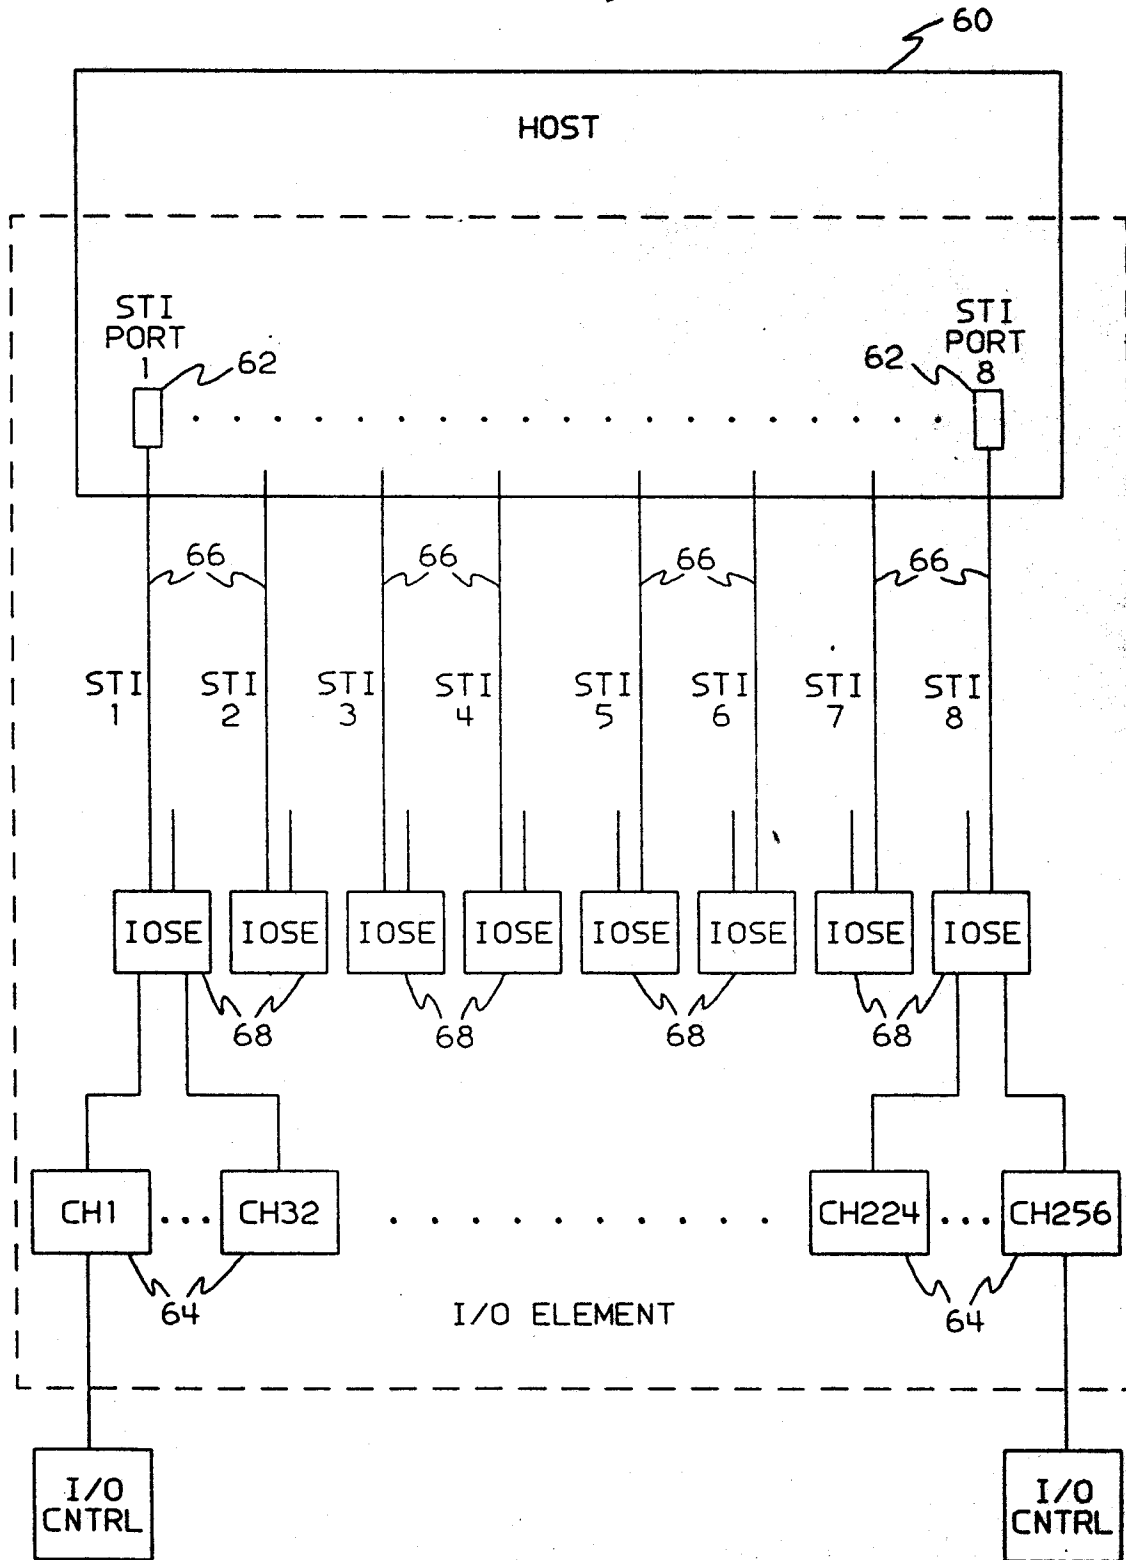 60
HOST
STI PORT 1
62
STI PORT 8
62
66
66
66
66
STI 1
STI 2
STI 3
STI 4
STI 5
STI 6
STI 7
STI 8
IOSE
IOSE
IOSE
IOSE
IOSE
IOSE
IOSE
IOSE
68
68
68
68
CH1
...
CH32
CH224
...
CH256
64
64
I/O ELEMENT
I/O CNTRL
I/O CNTRL